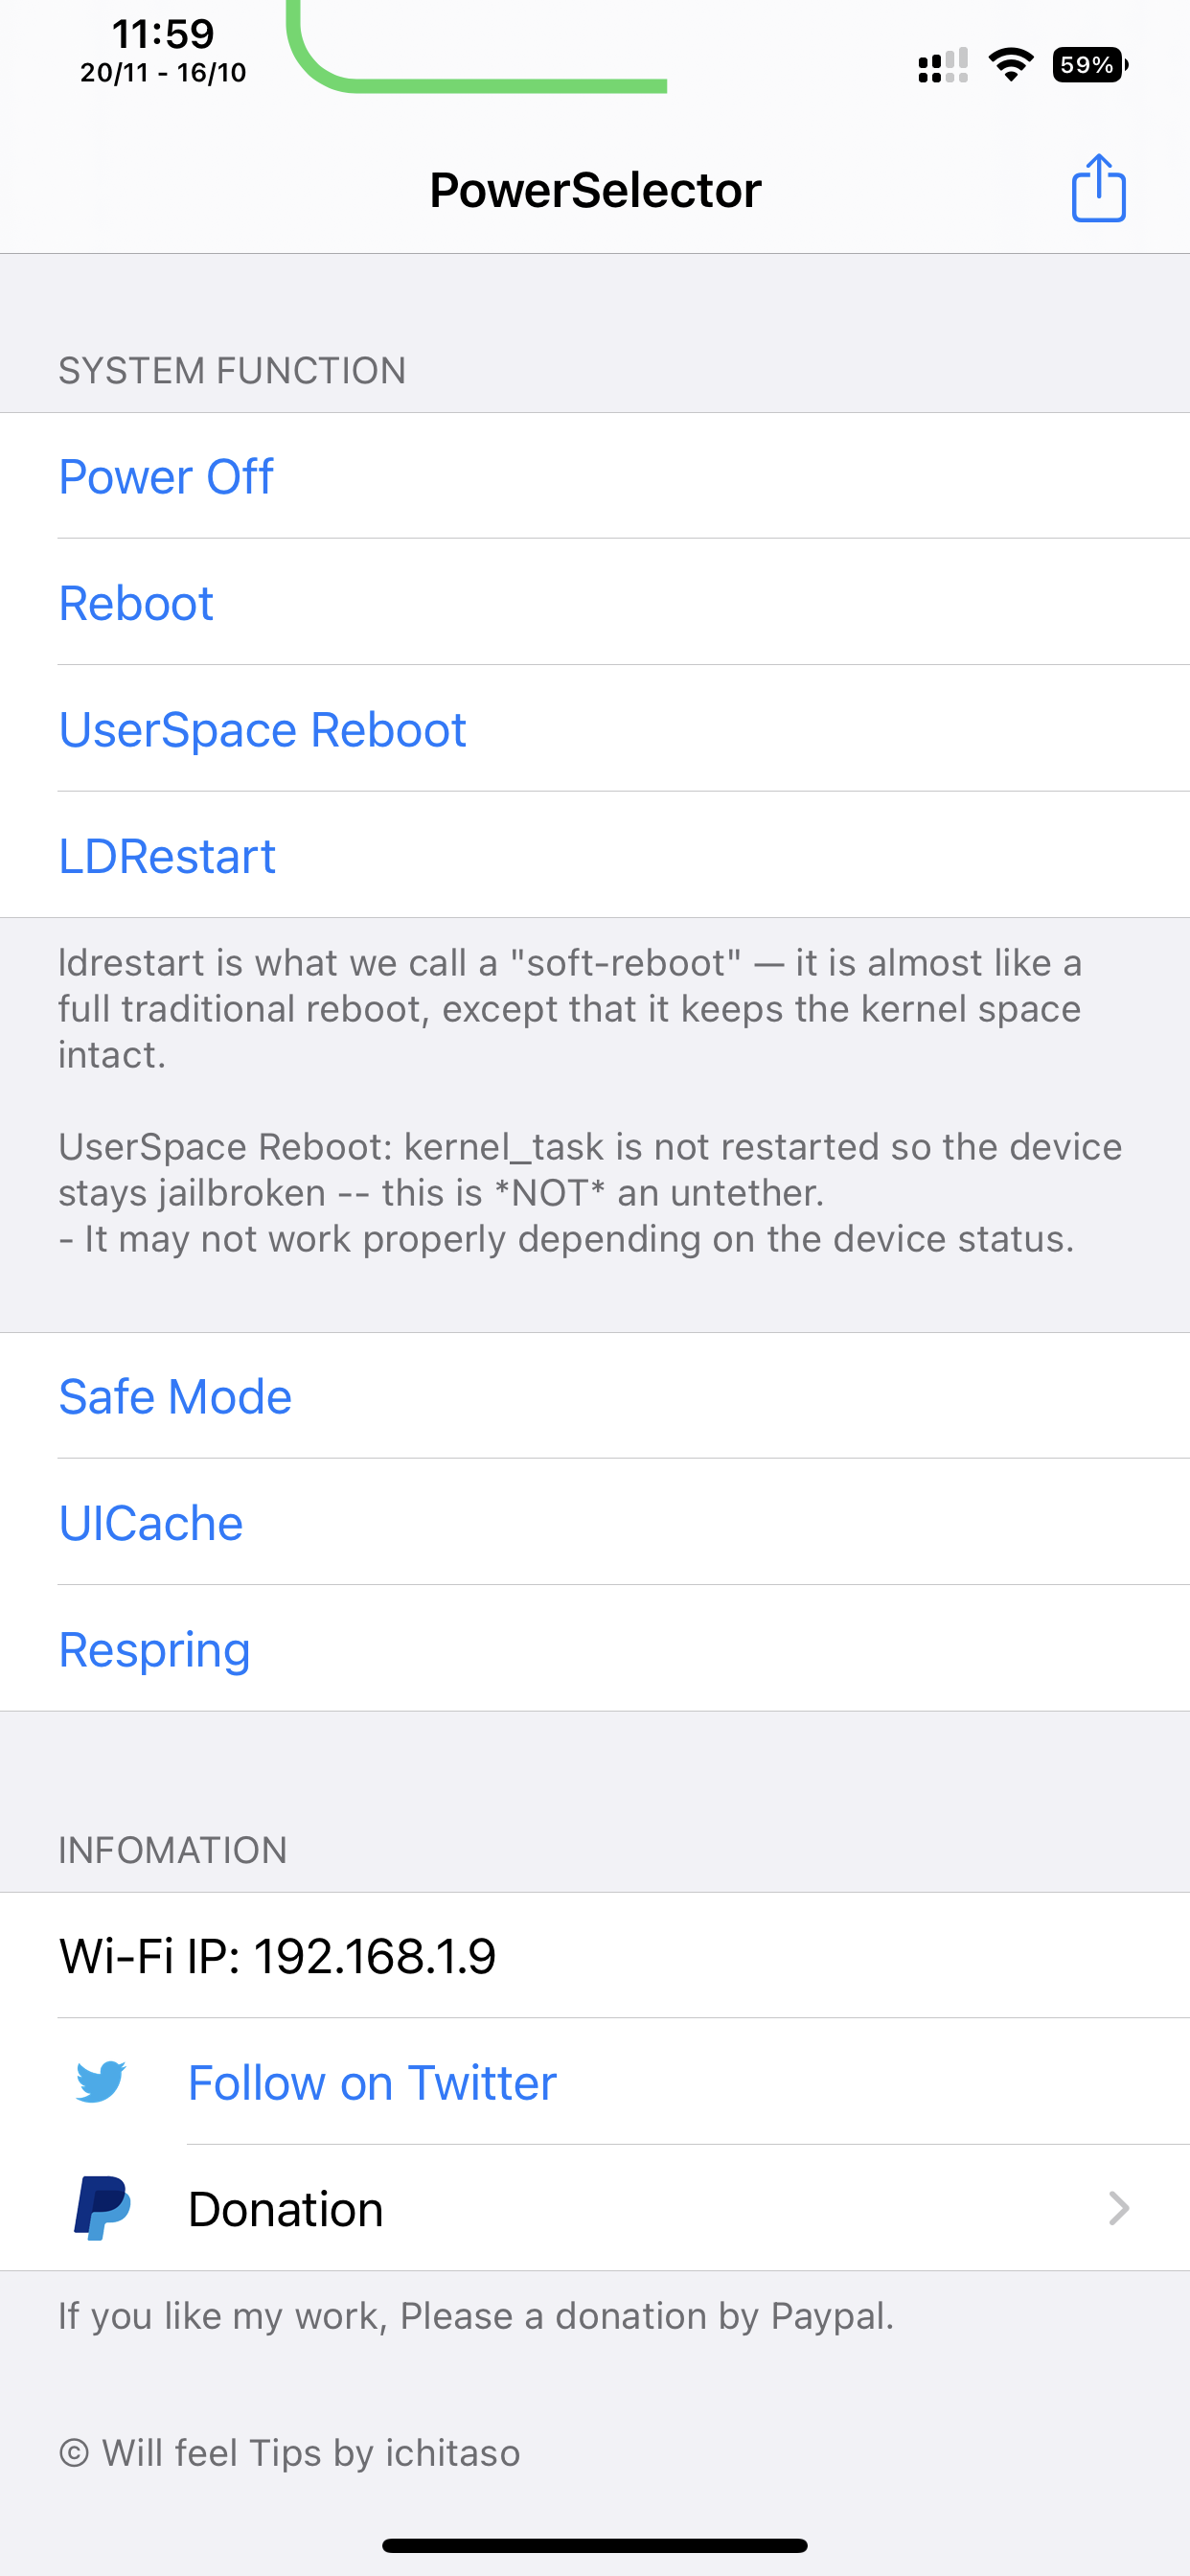 11:59
20/11 - 16/10
59%
PowerSelector
SYSTEM FUNCTION
Power Off
Reboot
UserSpace Reboot
LDRestart
ldrestart is what we call a "soft-reboot" — it is almost like a
full traditional reboot, except that it keeps the kernel space
intact.
UserSpace Reboot: kernel_task is not restarted so the device
stays jailbroken -- this is *NOT* an untether.
- It may not work properly depending on the device status.
Safe Mode
UICache
Respring
INFOMATION
Wi-Fi IP: 192.168.1.9
Follow on Twitter
Donation
If you like my work, Please a donation by Paypal.
© Will feel Tips by ichitaso